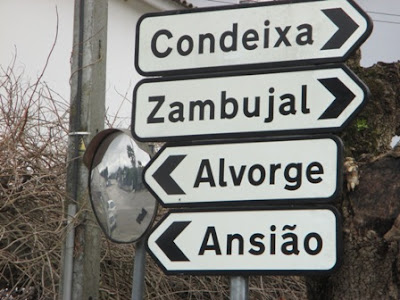 Condeixa
Zambujal
Alvorge
Ansião